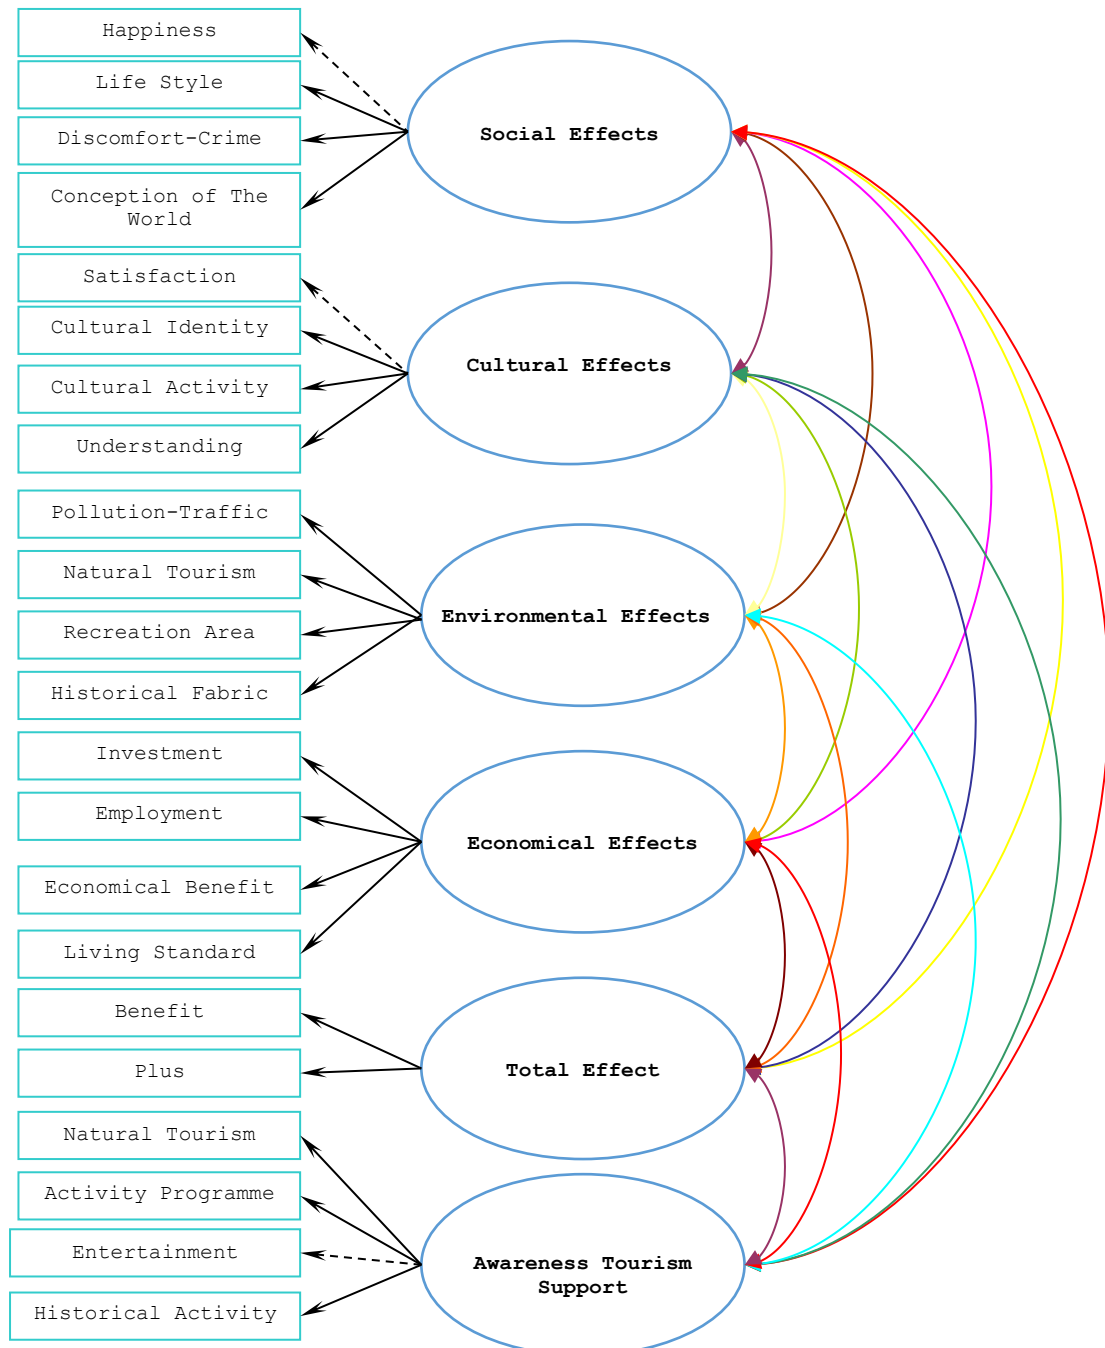 Happiness
Life Style
Discomfort-Crime
Conception of The
World
Social Effects
Satisfaction
Cultural Identity
Cultural Activity
Understanding
Cultural Effects
Pollution-Traffic
Natural Tourism
Recreation Area
Historical Fabric
Environmental Effects
Investment
Employment
Economical Benefit
Living Standard
Economical Effects
Benefit
Plus
Total Effect
Natural Tourism
Activity Programme
Entertainment
Historical Activity
Awareness Tourism
Support